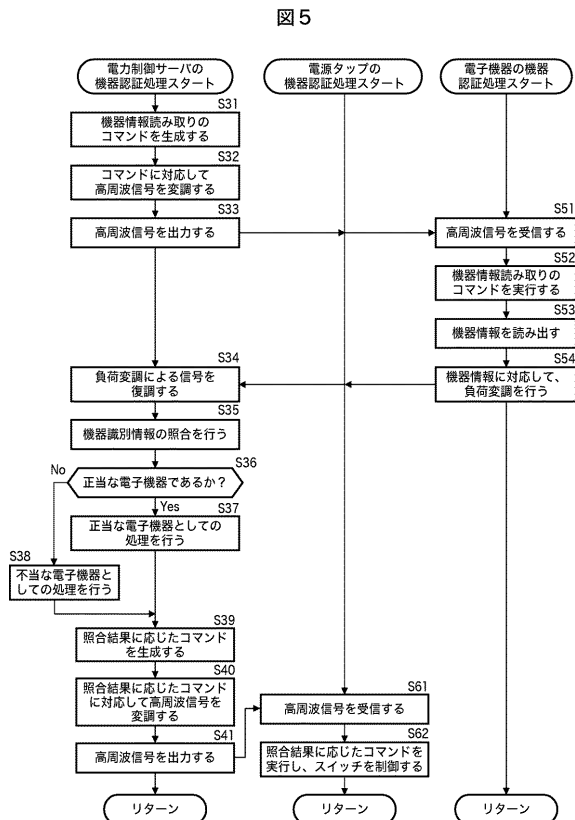 図5
電力制御サーバの
機器認証処理スタート
電源タップの
機器認証処理スタート
電子機器の機器
認証処理スタート
S31
機器情報読み取りの
コマンドを生成する
S32
コマンドに対応して
高周波信号を変調する
S33
高周波信号を出力する
S51
高周波信号を受信する
S52
機器情報読み取りの
コマンドを実行する
S53
機器情報を読み出す
S54
機器情報に対応して、
負荷変調を行う
S34
負荷変調による信号を
復調する
S35
機器識別情報の照合を行う
S36
正当な電子機器であるか？
No
Yes
S37
正当な電子機器としての
処理を行う
S38
不当な電子機器と
しての処理を行う
S39
照合結果に応じたコマンド
を生成する
S40
照合結果に応じたコマンド
に対応して高周波信号を
変調する
S41
高周波信号を出力する
S61
高周波信号を受信する
S62
照合結果に応じたコマンドを
実行し、スイッチを制御する
リターン
リターン
リターン